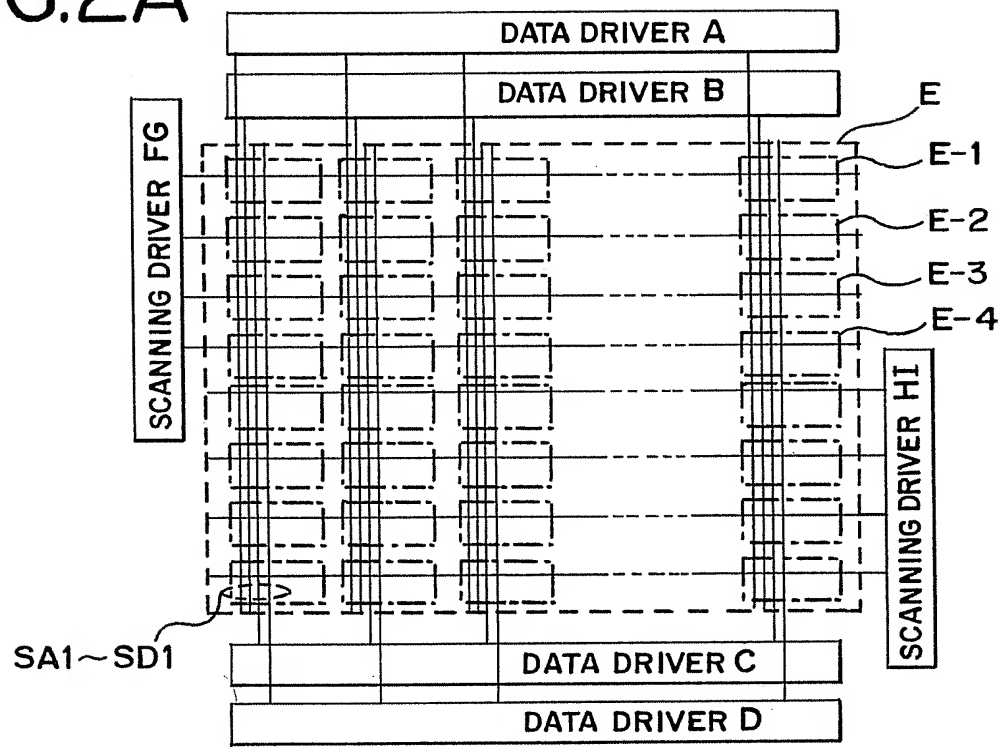 G.2A
DATA DRIVER A
DATA DRIVER B
SCANNING DRIVER FG
E
E-1
E-2
E-3
E-4
SCANNING DRIVER HI
SA1~SD1
DATA DRIVER C
DATA DRIVER D